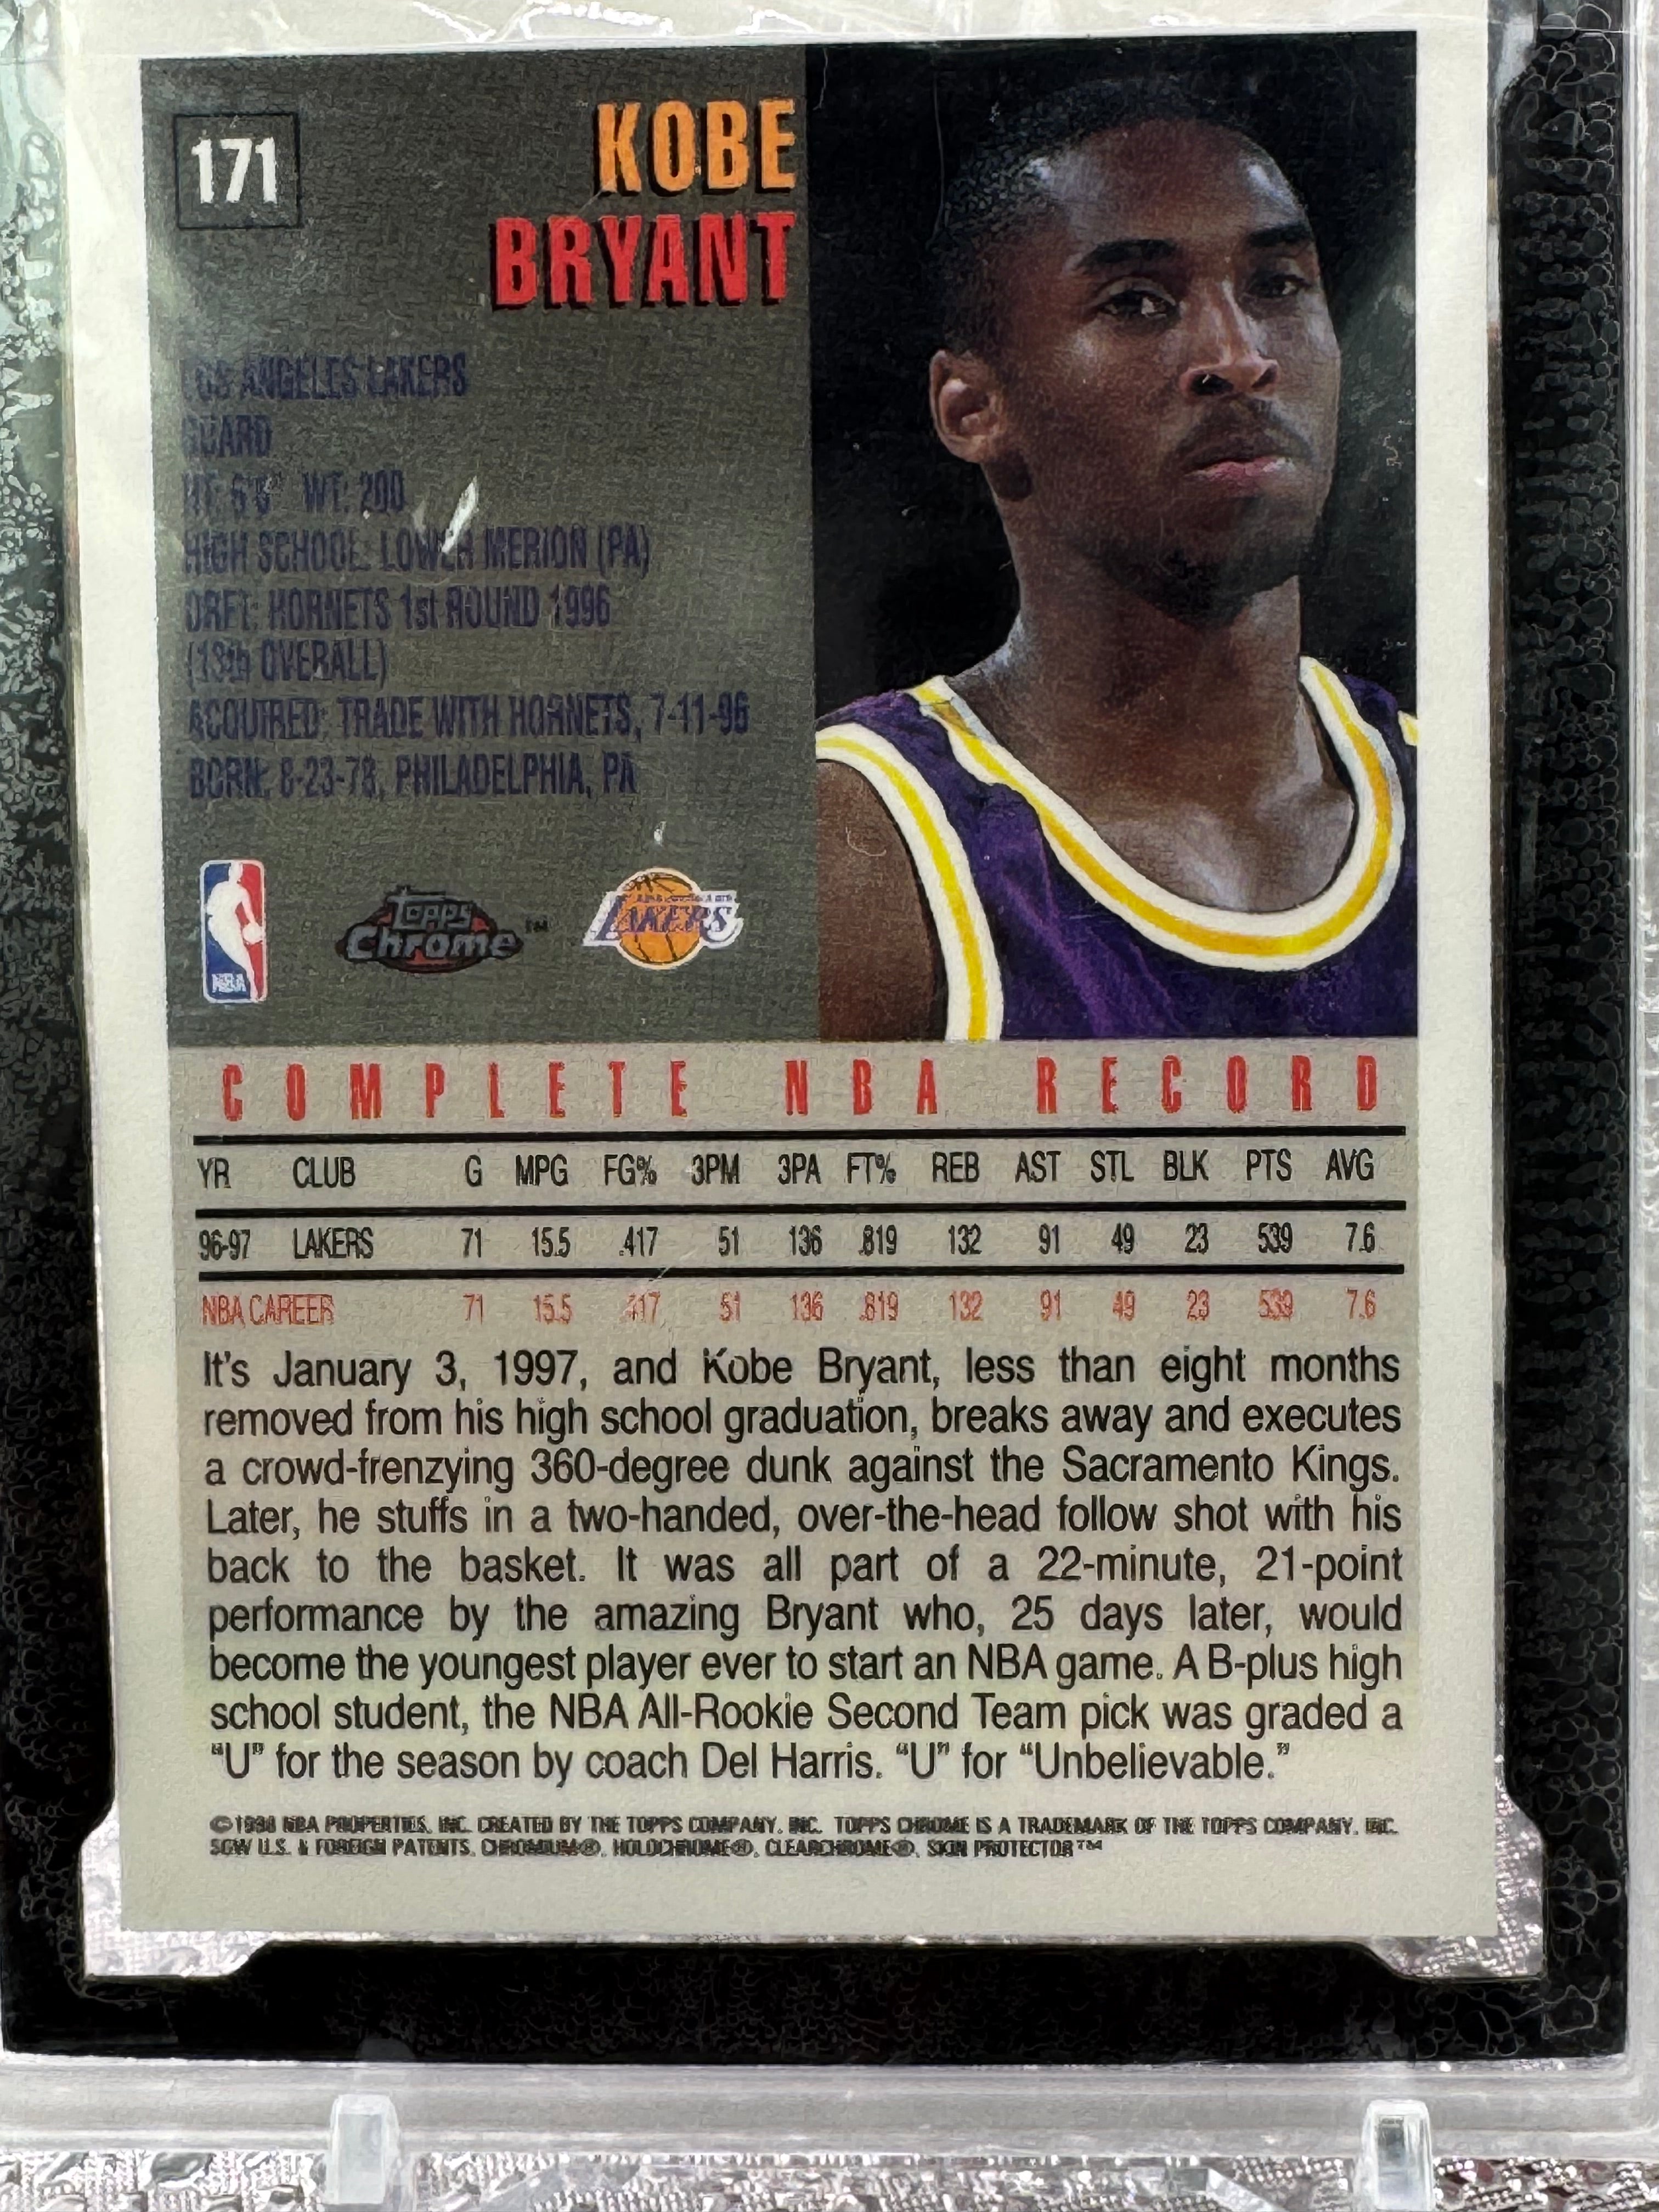 171
KOBE
BRYANT
LOS ANGELES LAKERS
GUARD
HT: 6'6" WT: 200
HIGH SCHOOL: LOWER MERION (PA)
DRFT: HORNETS 1st ROUND 1996
(13th OVERALL)
ACQUIRED: TRADE WITH HORNETS, 7-11-96
BORN: 8-23-78, PHILADELPHIA, PA
NBA
Topps
Chrome™
LAKERS
COMPLETE NBA RECORD
YR CLUB G MPG FG% 3PM 3PA FT% REB AST STL BLK PTS AVG
96-97 LAKERS 71 15.5 .417 51 136 .819 132 91 49 23 539 7.6
NBA CAREER 71 15.5 .417 51 136 .819 132 91 49 23 539 7.6
It's January 3, 1997, and Kobe Bryant, less than eight months
removed from his high school graduation, breaks away and executes
a crowd-frenzying 360-degree dunk against the Sacramento Kings.
Later, he stuffs in a two-handed, over-the-head follow shot with his
back to the basket. It was all part of a 22-minute, 21-point
performance by the amazing Bryant who, 25 days later, would
become the youngest player ever to start an NBA game. A B-plus high
school student, the NBA All-Rookie Second Team pick was graded a
"U" for the season by coach Del Harris. "U" for "Unbelievable."
©1998 NBA PROPERTIES, INC. CREATED BY THE TOPPS COMPANY, INC. TOPPS CHROME IS A TRADEMARK OF THE TOPPS COMPANY, INC.
U.S. & FOREIGN PATENTS. CHROMIUM®, HOLOCHROME®, CLEARCHROME®, SKIN PROTECTOR™